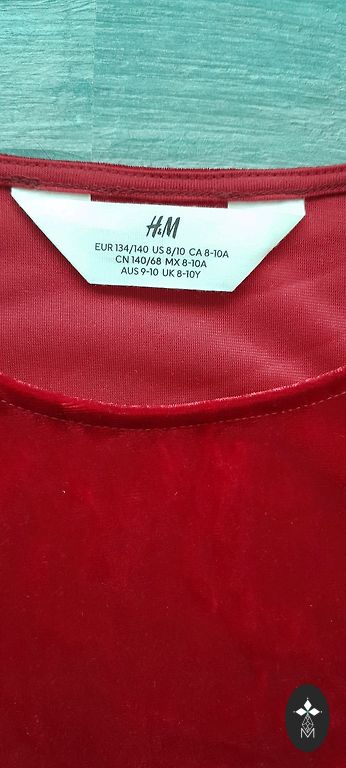 H&M
EUR 134/140 US 8/10 CA 8-10A
CN 140/68 MX 8-10A
AUS 9-10 UK 8-10Y